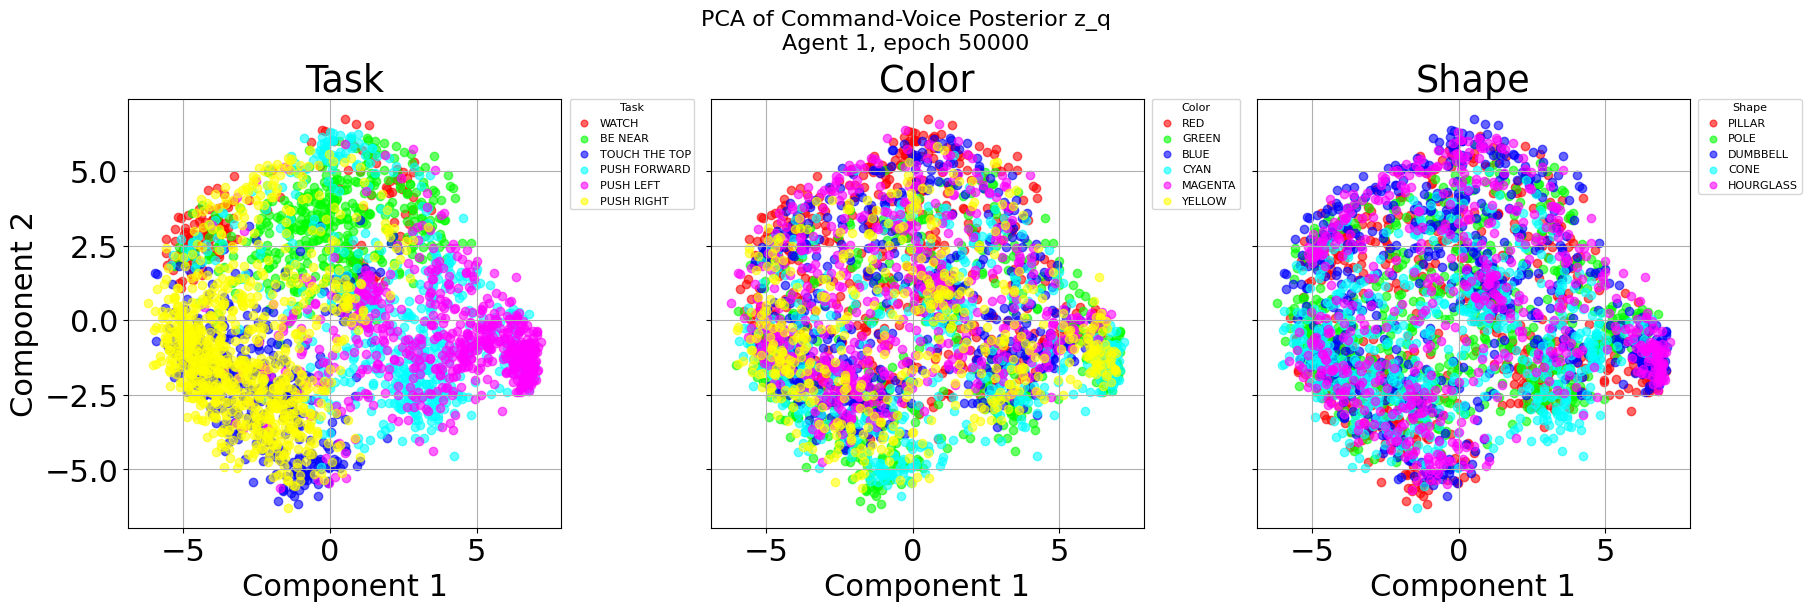 PCA of Command-Voice Posterior z_q
Agent 1, epoch 50000
Task
Color
Shape
Component 2
5.0
2.5
0.0
−2.5
−5.0
−5
0
5
Component 1
Task
WATCH
BE NEAR
TOUCH THE TOP
PUSH FORWARD
PUSH LEFT
PUSH RIGHT
−5
0
5
Component 1
Color
RED
GREEN
BLUE
CYAN
MAGENTA
YELLOW
−5
0
5
Component 1
Shape
PILLAR
POLE
DUMBBELL
CONE
HOURGLASS